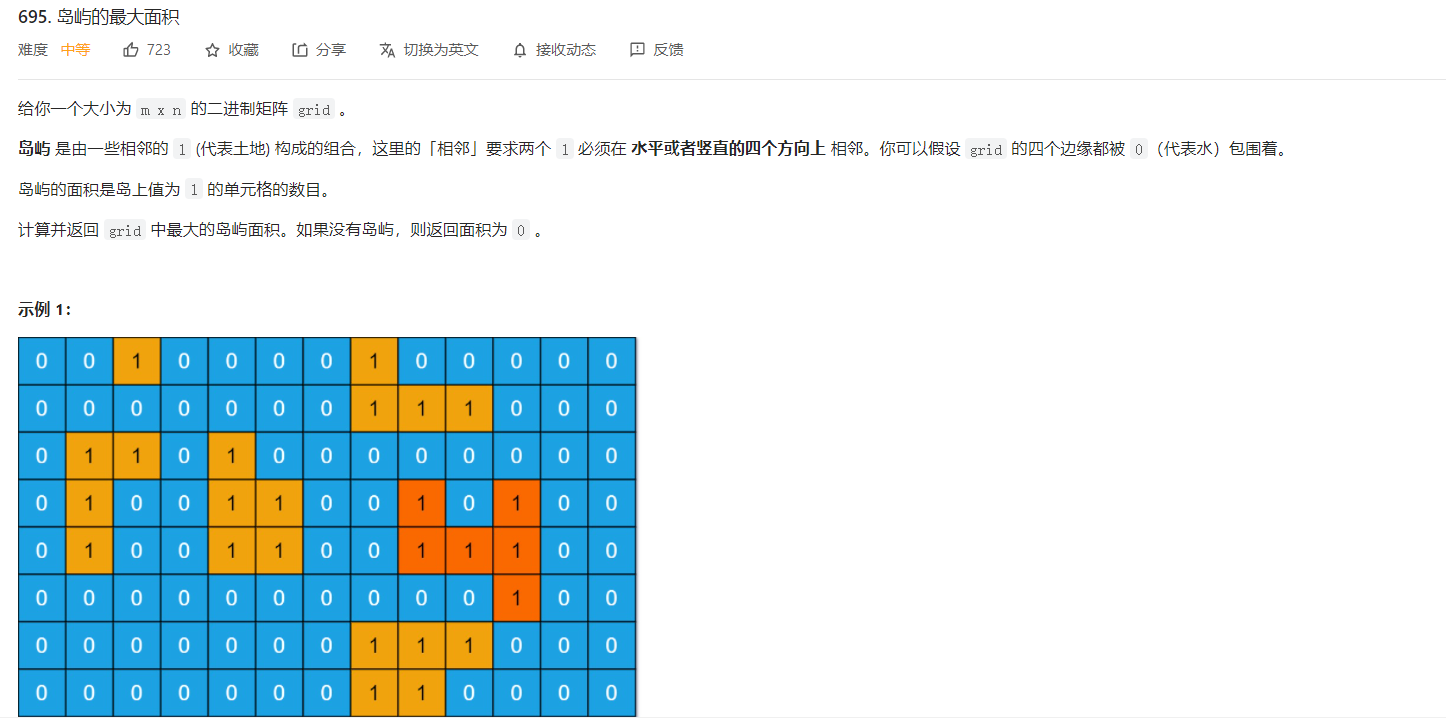 695. 岛屿的最大面积
难度 中等 723 收藏 分享 切换为英文 接收动态 反馈
给你一个大小为 m x n 的二进制矩阵 grid 。
岛屿 是由一些相邻的 1 (代表土地) 构成的组合，这里的「相邻」要求两个 1 必须在 水平或者竖直的四个方向上 相邻。你可以假设 grid 的四个边缘都被 0（代表水）包围着。
岛屿的面积是岛上值为 1 的单元格的数目。
计算并返回 grid 中最大的岛屿面积。如果没有岛屿，则返回面积为 0 。
示例 1：
0 0 1 0 0 0 0 1 0 0 0 0 0
0 0 0 0 0 0 0 1 1 1 0 0 0
0 1 1 0 1 0 0 0 0 0 0 0 0
0 1 0 0 1 1 0 0 1 0 1 0 0
0 1 0 0 1 1 0 0 1 1 1 0 0
0 0 0 0 0 0 0 0 0 0 1 0 0
0 0 0 0 0 0 0 1 1 1 0 0 0
0 0 0 0 0 0 0 1 1 0 0 0 0